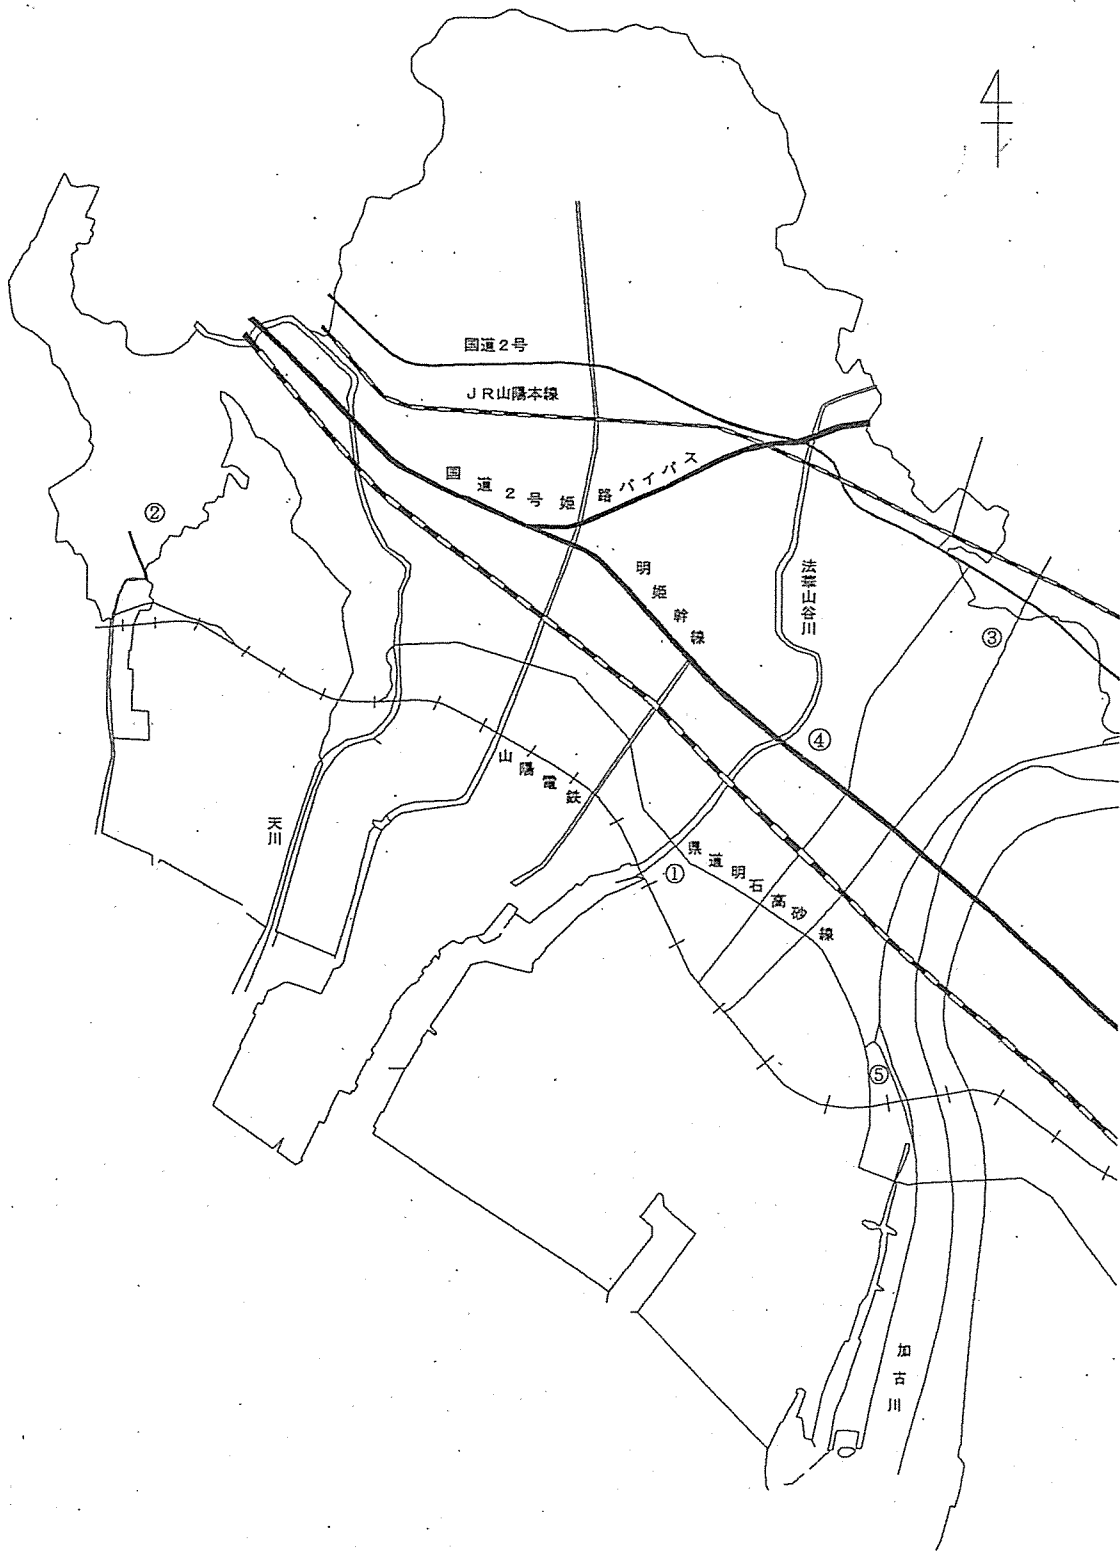 国道2号
JR山陽本線
国道2号姫路バイパス
②
明姫幹線
法華山谷川
③
④
山陽電鉄
天川
県道明石高砂線
①
⑤
加古川